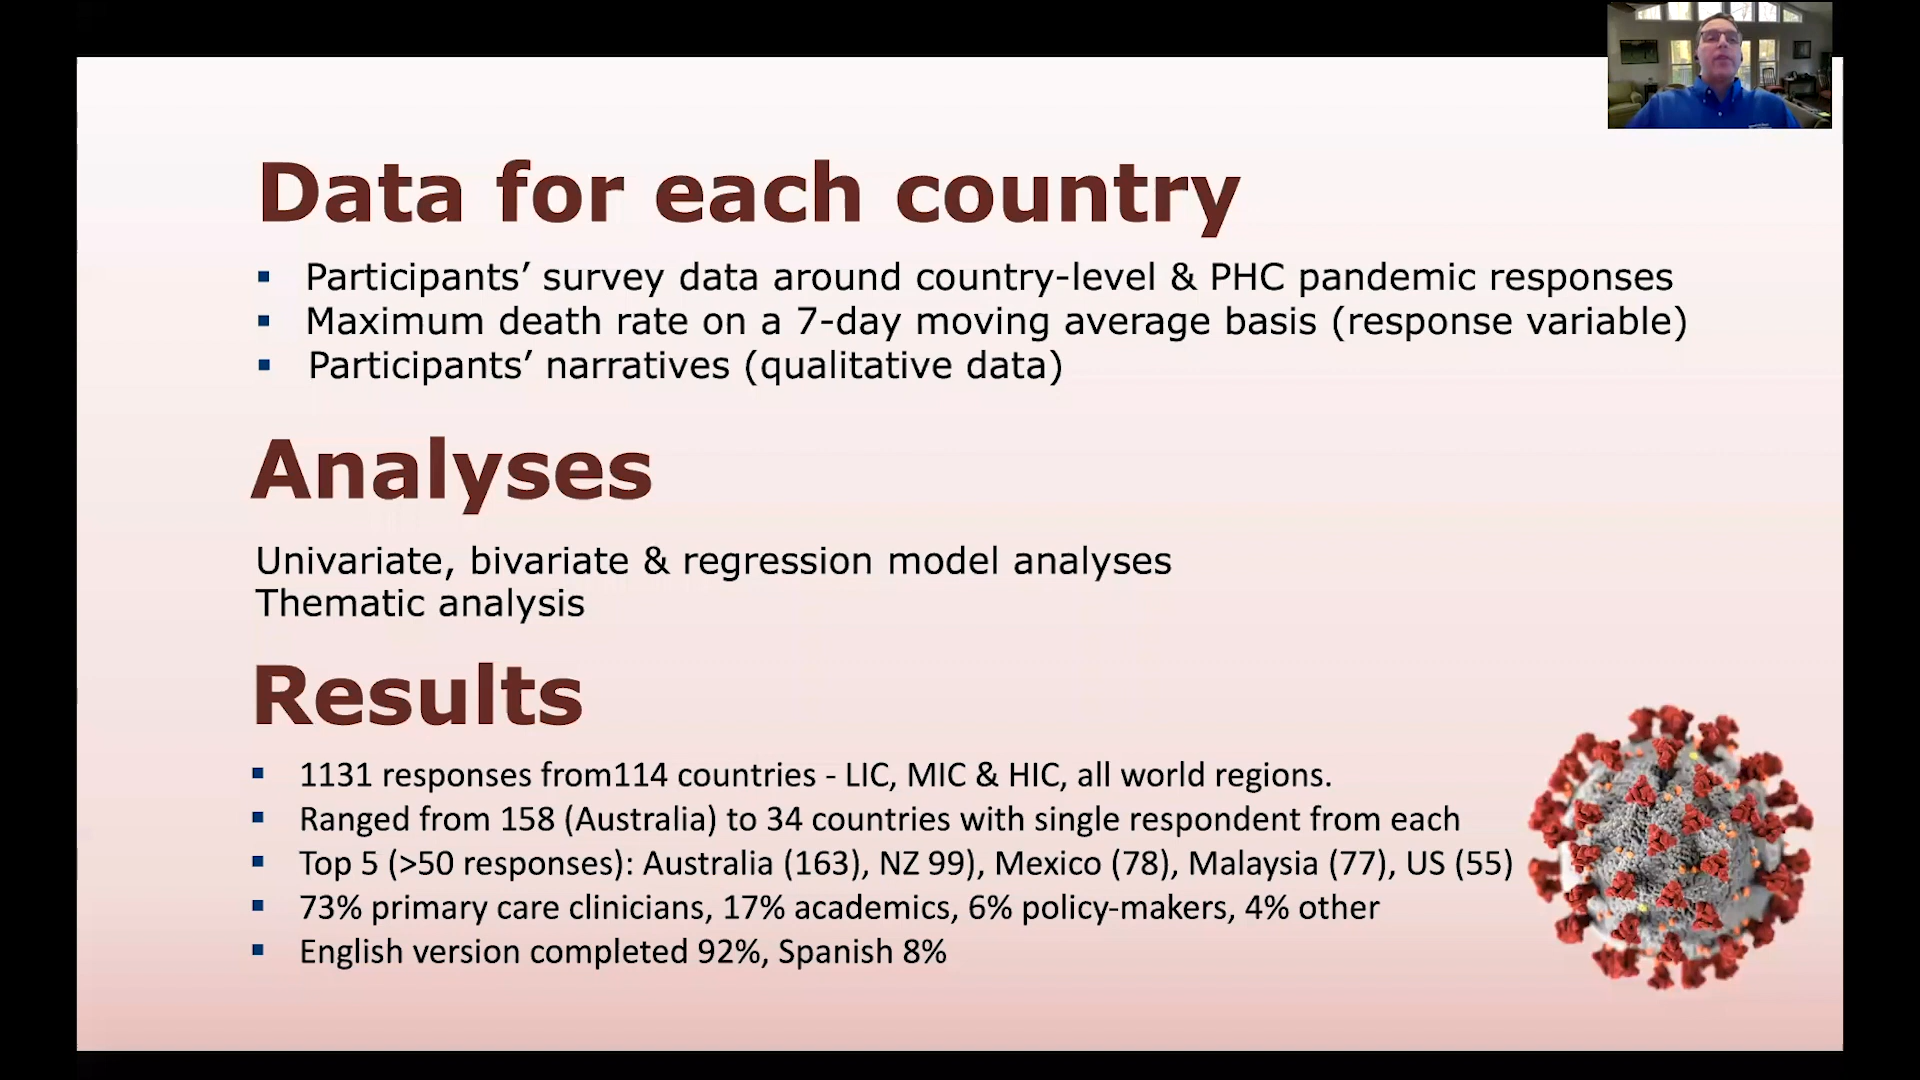 Data for each country
Participants’ survey data around country-level & PHC pandemic responses
Maximum death rate on a 7-day moving average basis (response variable)
Participants’ narratives (qualitative data)
Analyses
Univariate, bivariate & regression model analyses
Thematic analysis
Results
1131 responses from114 countries - LIC, MIC & HIC, all world regions.
Ranged from 158 (Australia) to 34 countries with single respondent from each
Top 5 (>50 responses): Australia (163), NZ 99), Mexico (78), Malaysia (77), US (55)
73% primary care clinicians, 17% academics, 6% policy-makers, 4% other
English version completed 92%, Spanish 8%